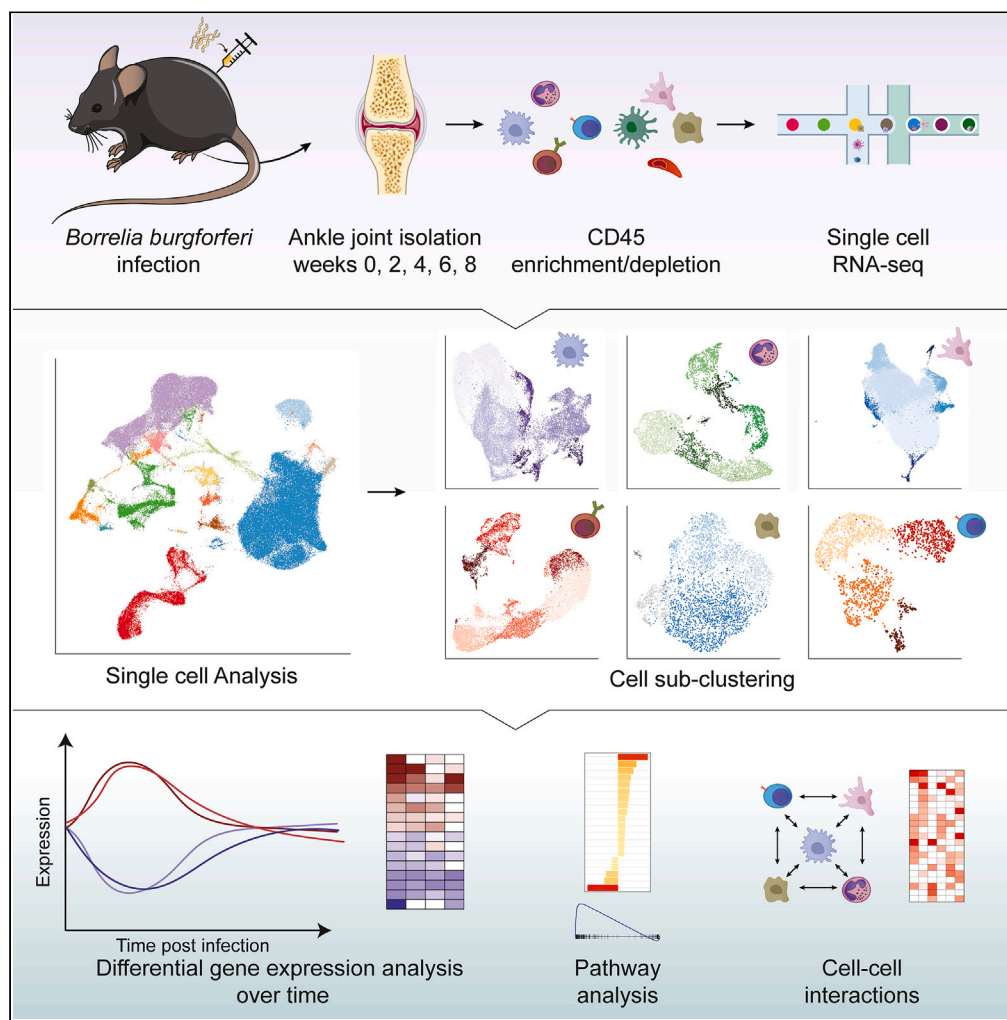 Borrelia burgforferi
infection
Ankle joint isolation
weeks 0, 2, 4, 6, 8
CD45
enrichment/depletion
Single cell
RNA-seq
Single cell Analysis
Cell sub-clustering
Expression
Time post infection
Differential gene expression analysis
over time
Pathway
analysis
Cell-cell
interactions